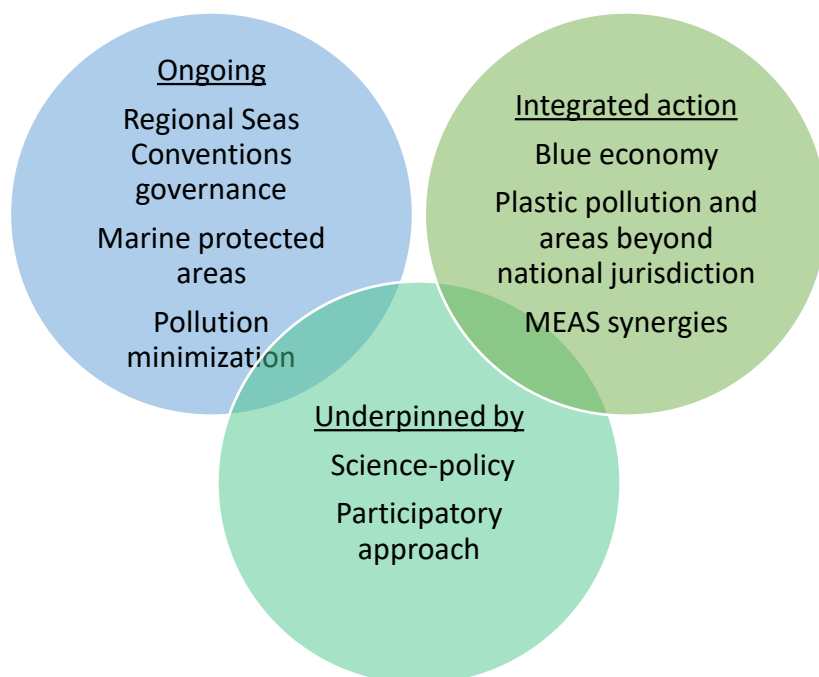 Ongoing
Regional Seas
Conventions
governance
Marine protected
areas
Pollution
minimization
Integrated action
Blue economy
Plastic pollution and
areas beyond
national jurisdiction
MEAS synergies
Underpinned by
Science-policy
Participatory
approach